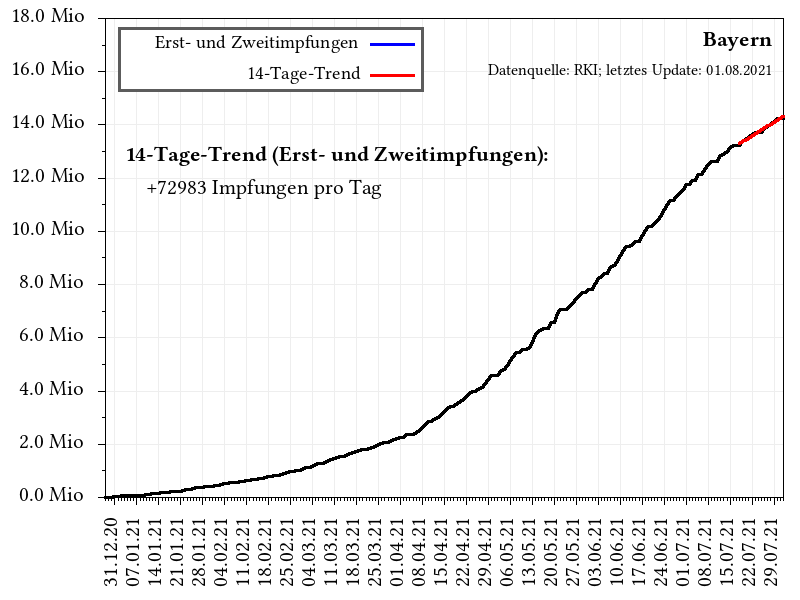 18.0 Mio
16.0 Mio
14.0 Mio
12.0 Mio
10.0 Mio
8.0 Mio
6.0 Mio
4.0 Mio
2.0 Mio
0.0 Mio
Erst- und Zweitimpfungen
14-Tage-Trend
Bayern
Datenquelle: RKI; letztes Update: 01.08.2021
14-Tage-Trend (Erst- und Zweitimpfungen):
+72983 Impfungen pro Tag
31.12.20
07.01.21
14.01.21
21.01.21
28.01.21
04.02.21
11.02.21
18.02.21
25.02.21
04.03.21
11.03.21
18.03.21
25.03.21
01.04.21
08.04.21
15.04.21
22.04.21
29.04.21
06.05.21
13.05.21
20.05.21
27.05.21
03.06.21
10.06.21
17.06.21
24.06.21
01.07.21
08.07.21
15.07.21
22.07.21
29.07.21